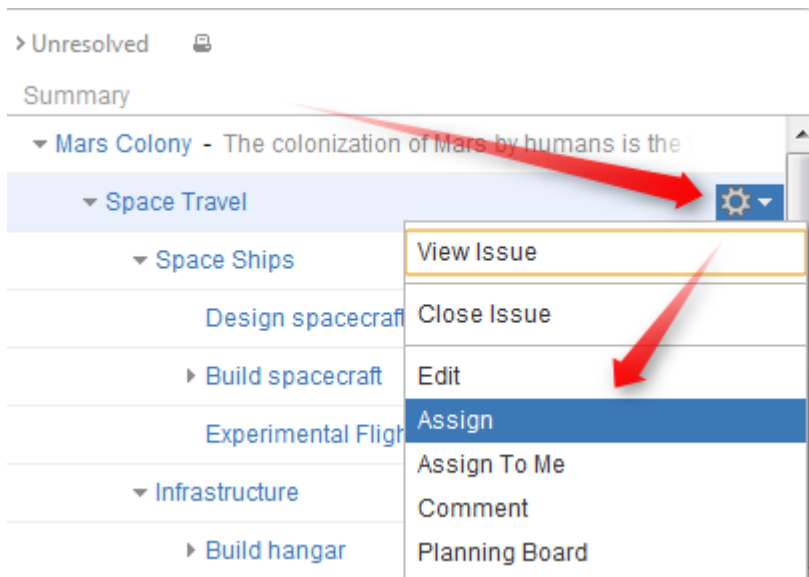 Unresolved
Summary
Mars Colony - The colonization of Mars by humans is the
Space Travel
View Issue
Space Ships
Close Issue
Design spacecraft
Build spacecraft
Edit
Assign
Experimental Fligh
Assign To Me
Infrastructure
Comment
Build hangar
Planning Board